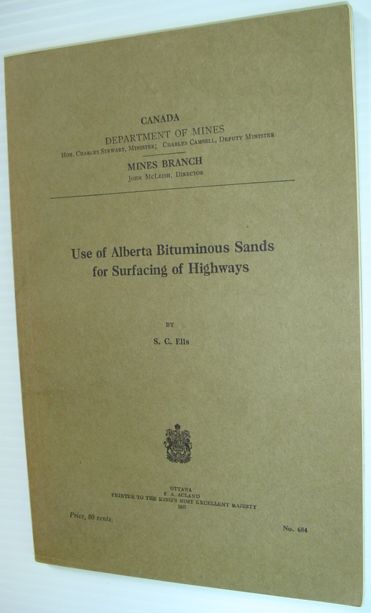 CANADA
DEPARTMENT OF MINES
HON. CHARLES STEWART, MINISTER; CHARLES CAMSELL, DEPUTY MINISTER
MINES BRANCH
JOHN MCLEISH, DIRECTOR
Use of Alberta Bituminous Sands
for Surfacing of Highways
BY
S. C. Ells
OTTAWA
F. A. ACLAND
PRINTER TO THE KING'S MOST EXCELLENT MAJESTY
1927
Price, 80 cents.
No. 684